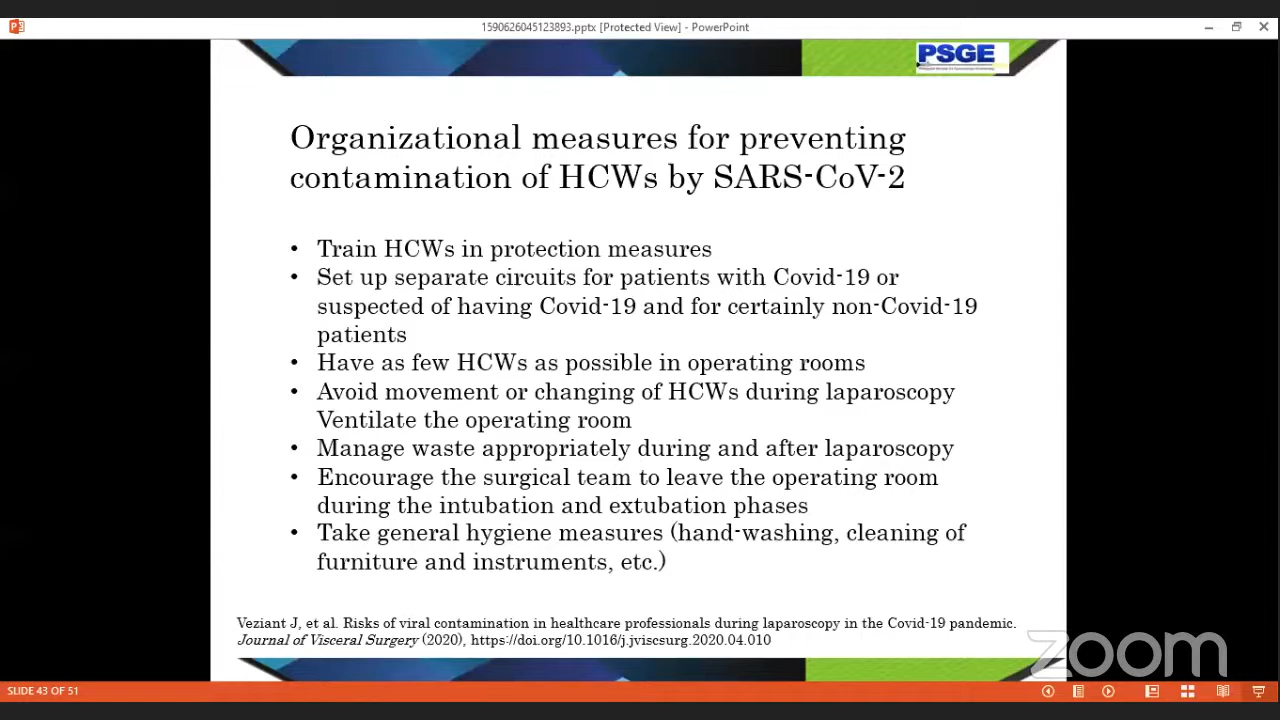 1590626045123893.pptx [Protected View] - PowerPoint
PSGE
Organizational measures for preventing
contamination of HCWs by SARS-CoV-2
• Train HCWs in protection measures
• Set up separate circuits for patients with Covid-19 or
suspected of having Covid-19 and for certainly non-Covid-19
patients
• Have as few HCWs as possible in operating rooms
• Avoid movement or changing of HCWs during laparoscopy
Ventilate the operating room
• Manage waste appropriately during and after laparoscopy
• Encourage the surgical team to leave the operating room
during the intubation and extubation phases
• Take general hygiene measures (hand-washing, cleaning of
furniture and instruments, etc.)
Veziant J, et al. Risks of viral contamination in healthcare professionals during laparoscopy in the Covid-19 pandemic.
Journal of Visceral Surgery (2020), https://doi.org/10.1016/j.jviscsurg.2020.04.010
zoom
SLIDE 43 OF 51